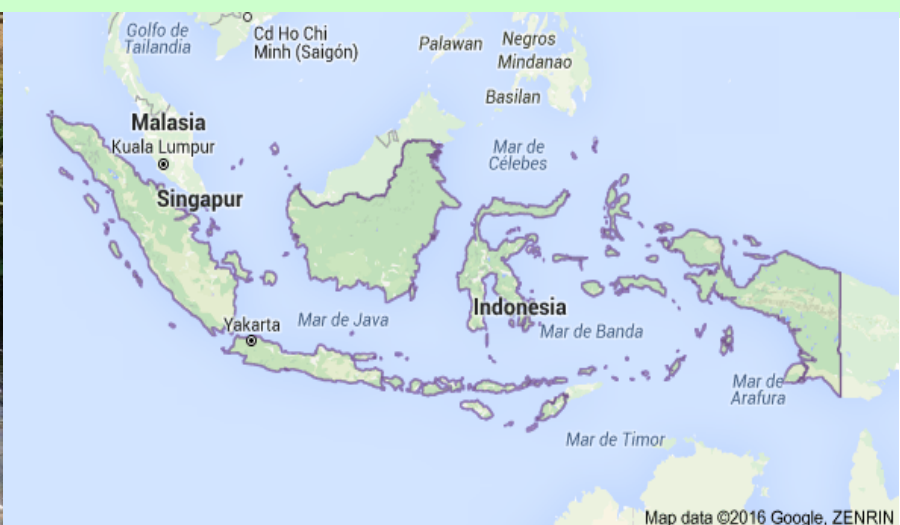 Golfo de
Tailandia
Cd Ho Chi
Minh (Saigón)
Palawan
Negros
Mindanao
Basilan
Malasia
Kuala Lumpur
Mar de
Célebes
Singapur
Indonesia
Yakarta
Mar de Java
Mar de Banda
Mar de
Arafura
Mar de Timor
Map data ©2016 Google, ZENRIN